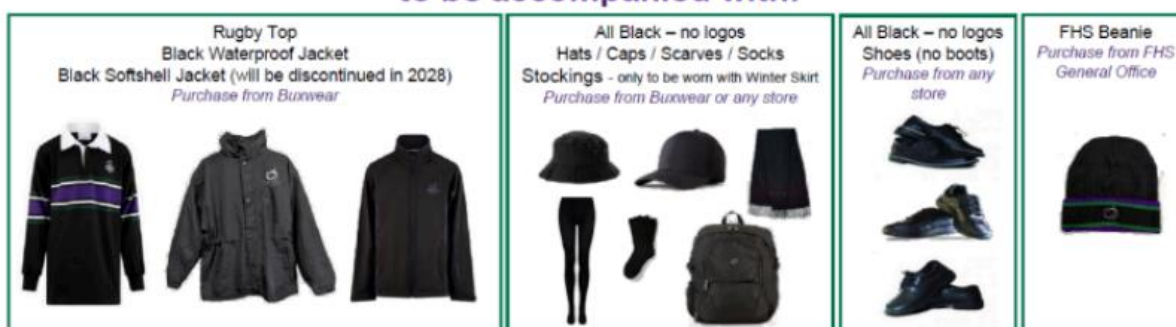 to be accompanied with:
Rugby Top
Black Waterproof Jacket
Black Softshell Jacket (will be discontinued in 2028)
Purchase from Buxwear
All Black – no logos
Hats / Caps / Scarves / Socks
Stockings - only to be worn with Winter Skirt
Purchase from Buxwear or any store
All Black – no logos
Shoes (no boots)
Purchase from any
store
FHS Beanie
Purchase from FHS
General Office